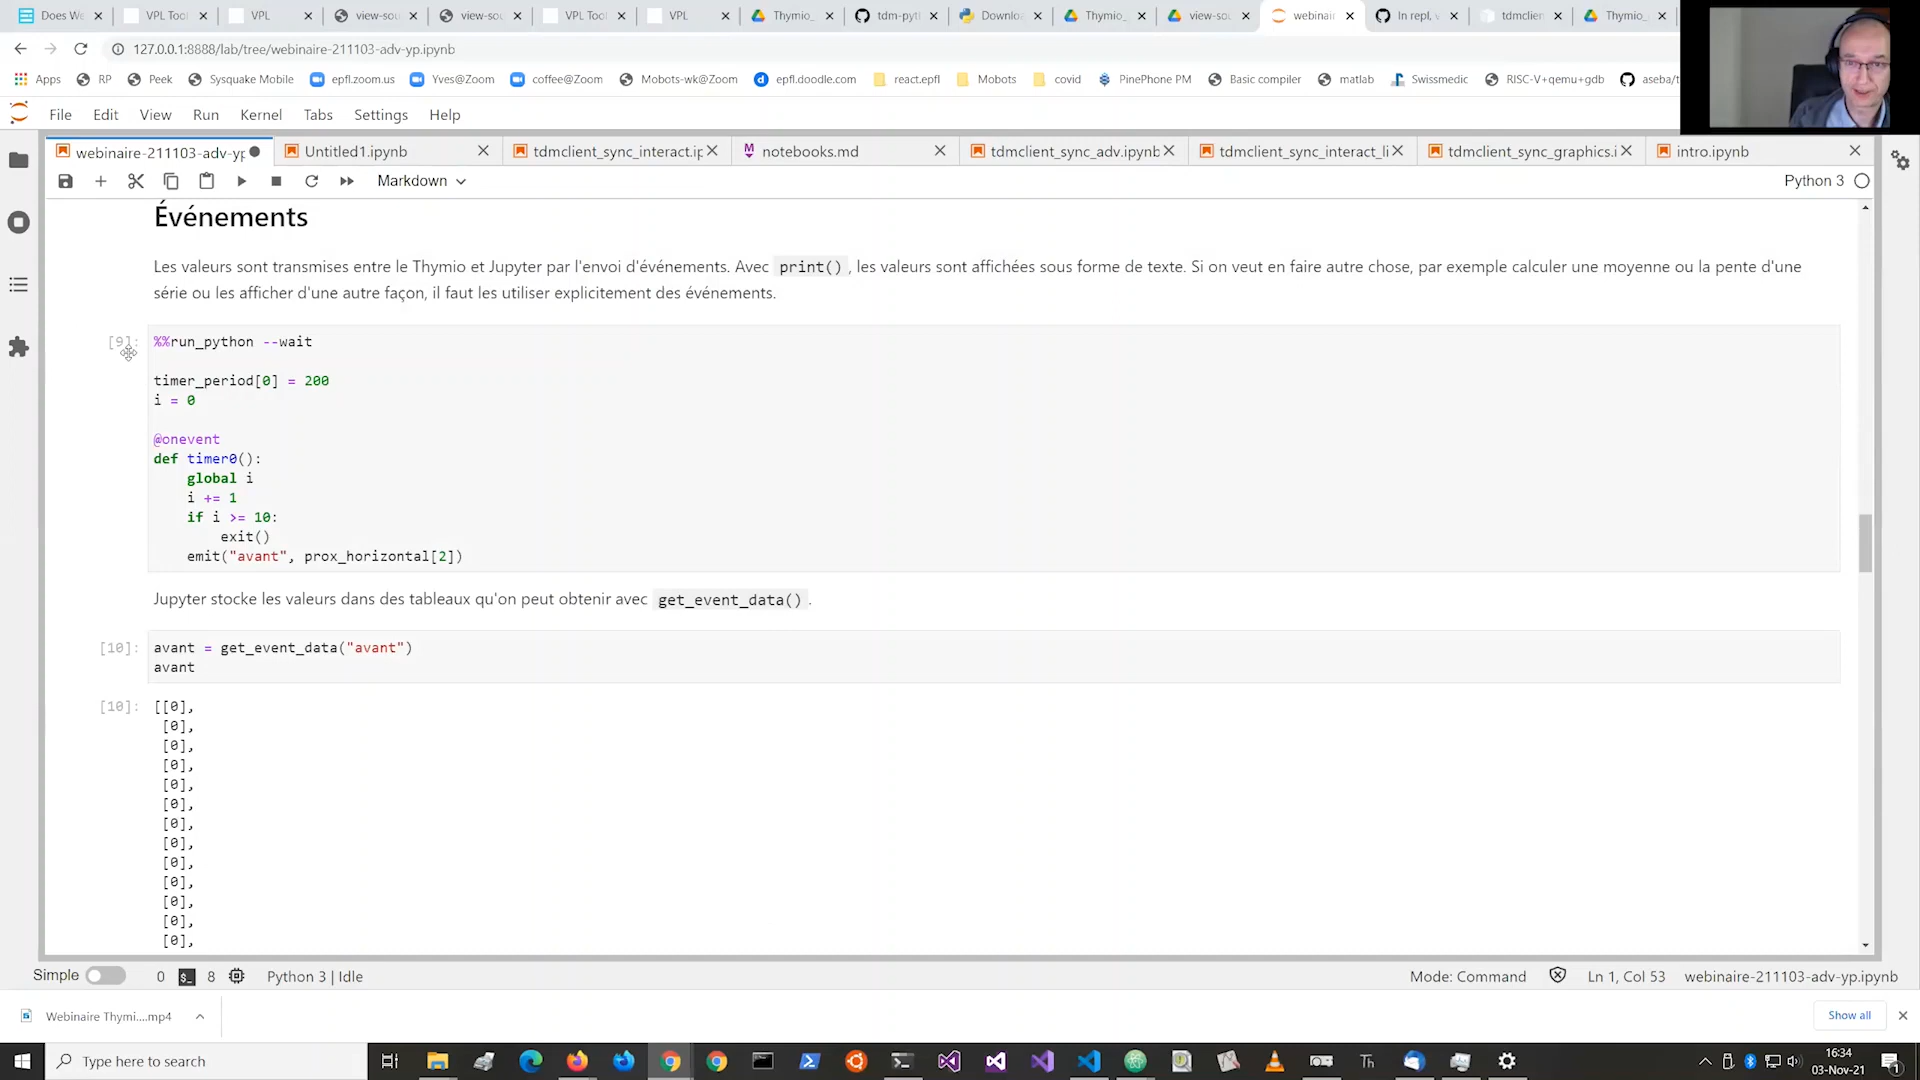 Does We
VPL Tool
VPL
view-sou
view-sou
VPL Tool
VPL
Thymio_
tdm-pyth
Downloa
Thymio_
view-sou
webinair
In repl, v
tdmclien
Thymio_
127.0.0.1:8888/lab/tree/webinaire-211103-adv-yp.ipynb
Apps RP Peek Sysquake Mobile epfl.zoom.us Yves@Zoom coffee@Zoom Mobots-wk@Zoom epfl.doodle.com react.epfl Mobots covid PinePhone PM Basic compiler matlab Swissmedic RISC-V+qemu+gdb aseba/t
File Edit View Run Kernel Tabs Settings Help
webinaire-211103-adv-yp
Untitled1.ipynb
tdmclient_sync_interact.ip
notebooks.md
tdmclient_sync_adv.ipynb
tdmclient_sync_interact_li
tdmclient_sync_graphics.i
intro.ipynb
Markdown
Python 3
Événements
Les valeurs sont transmises entre le Thymio et Jupyter par l'envoi d'événements. Avec print(), les valeurs sont affichées sous forme de texte. Si on veut en faire autre chose, par exemple calculer une moyenne ou la pente d'une
série ou les afficher d'une autre façon, il faut les utiliser explicitement des événements.
[9]: %%run_python --wait
timer_period[0] = 200
i = 0
@onevent
def timer0():
global i
i += 1
if i >= 10:
exit()
emit("avant", prox_horizontal[2])
Jupyter stocke les valeurs dans des tableaux qu'on peut obtenir avec get_event_data().
[10]: avant = get_event_data("avant")
avant
[10]: [[0],
[0],
[0],
[0],
[0],
[0],
[0],
[0],
[0],
[0],
[0],
[0],
[0],
Simple 0 8 Python 3 | Idle Mode: Command Ln 1, Col 53 webinaire-211103-adv-yp.ipynb
Webinaire Thymi....mp4
Show all
Type here to search
Th
16:34
03-Nov-21
1